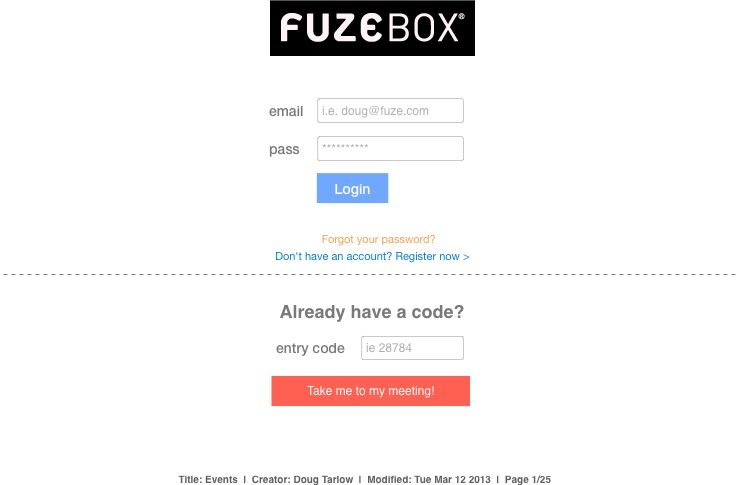 FUZEBOX®
email i.e. doug@fuze.com
pass **********
Login
Forgot your password?
Don't have an account? Register now >
Already have a code?
entry code ie 28784
Take me to my meeting!
Title: Events I Creator: Doug Tarlow I Modified: Tue Mar 12 2013 I Page 1/25